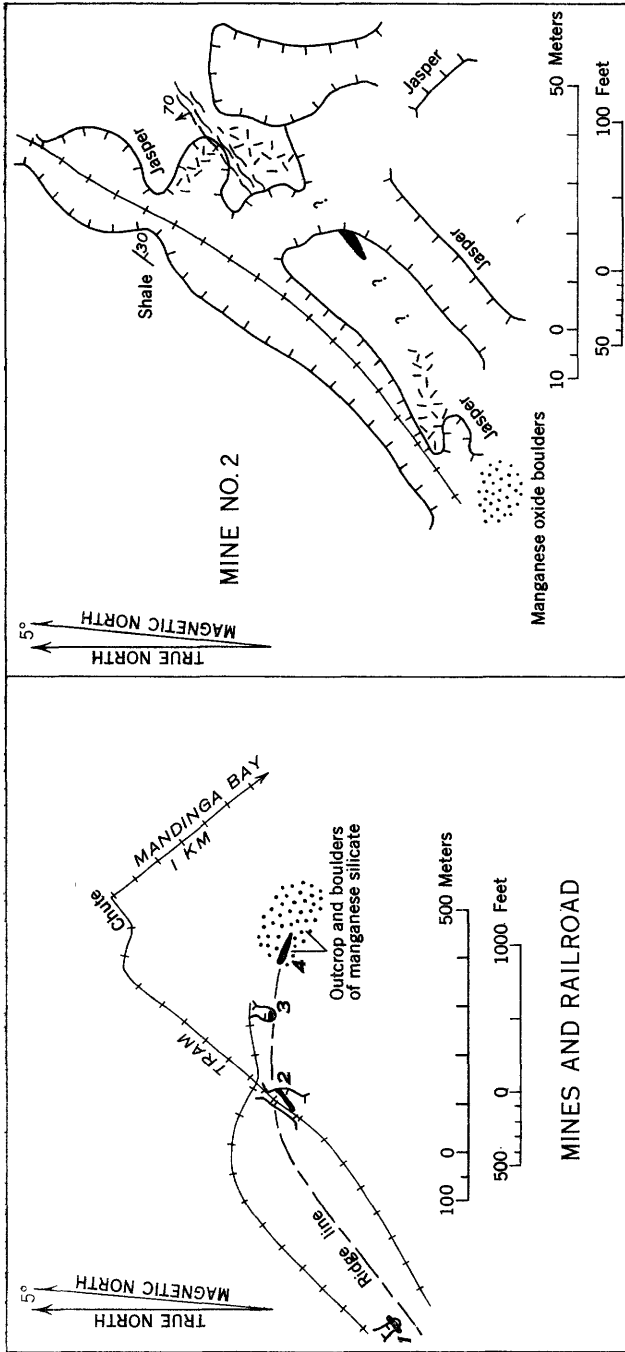 5°
TRUE NORTH
MAGNETIC NORTH
Chute
MANDINGA BAY
1 KM
TRAM
3
2
4
Outcrop and boulders
of manganese silicate
Ridge line
1
100 0 500 Meters
500 0 1000 Feet
MINES AND RAILROAD
5°
TRUE NORTH
MAGNETIC NORTH
MINE NO. 2
Shale
30
Jasper
70
?
?
?
Jasper
Jasper
Jasper
Manganese oxide boulders
10 0 50 Meters
50 0 100 Feet